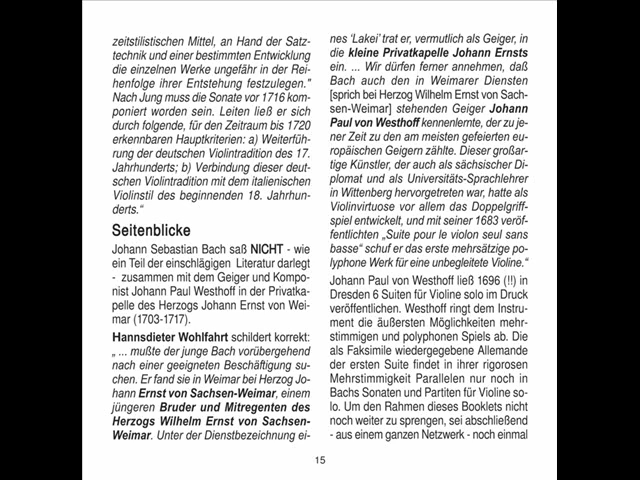 zeitstilistischen Mittel, an Hand der Satz-
technik und einer bestimmten Entwicklung
die einzelnen Werke ungefähr in der Rei-
henfolge ihrer Entstehung festzulegen."
Nach Jung muss die Sonate vor 1716 kom-
poniert worden sein. Leiten ließ er sich
durch folgende, für den Zeitraum bis 1720
erkennbaren Hauptkriterien: a) Weiterfüh-
rung der deutschen Violintradition des 17.
Jahrhunderts; b) Verbindung dieser deut-
schen Violintradition mit dem italienischen
Violinstil des beginnenden 18. Jahrhun-
derts.“
Seitenblicke
Johann Sebastian Bach saß NICHT - wie
ein Teil der einschlägigen Literatur darlegt
- zusammen mit dem Geiger und Kompo-
nist Johann Paul Westhoff in der Privatka-
pelle des Herzogs Johann Ernst von Wei-
mar (1703-1717).
Hannsdieter Wohlfahrt schildert korrekt:
„ ... mußte der junge Bach vorübergehend
nach einer geeigneten Beschäftigung su-
chen. Er fand sie in Weimar bei Herzog Jo-
hann Ernst von Sachsen-Weimar, einem
jüngeren Bruder und Mitregenten des
Herzogs Wilhelm Ernst von Sachsen-
Weimar. Unter der Dienstbezeichnung ei-
nes ‘Lakei’ trat er, vermutlich als Geiger, in
die kleine Privatkapelle Johann Ernsts
ein. ... Wir dürfen ferner annehmen, daß
Bach auch den in Weimarer Diensten
[sprich bei Herzog Wilhelm Ernst von Sach-
sen-Weimar] stehenden Geiger Johann
Paul von Westhoff kennenlernte, der zu je-
ner Zeit zu den am meisten gefeierten eu-
ropäischen Geigern zählte. Dieser großar-
tige Künstler, der auch als sächsischer Di-
plomat und als Universitäts-Sprachlehrer
in Wittenberg hervorgetreten war, hatte als
Violinvirtuose vor allem das Doppelgriff-
spiel entwickelt, und mit seiner 1683 veröf-
fentlichten „Suite pour le violon seul sans
basse“ schuf er das erste mehrsätzige po-
lyphone Werk für eine unbegleitete Violine.“
Johann Paul von Westhoff ließ 1696 (!!) in
Dresden 6 Suiten für Violine solo im Druck
veröffentlichen. Westhoff ringt dem Instru-
ment die äußersten Möglichkeiten mehr-
stimmigen und polyphonen Spiels ab. Die
als Faksimile wiedergegebene Allemande
der ersten Suite findet in ihrer rigorosen
Mehrstimmigkeit Parallelen nur noch in
Bachs Sonaten und Partiten für Violine so-
lo. Um den Rahmen dieses Booklets nicht
noch weiter zu sprengen, sei abschließend
- aus einem ganzen Netzwerk - noch einmal
15